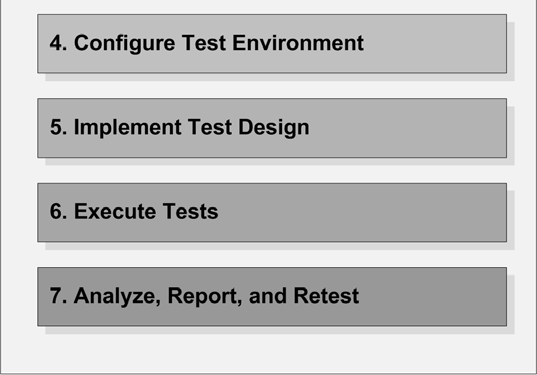 4. Configure Test Environment
5. Implement Test Design
6. Execute Tests
7. Analyze, Report, and Retest